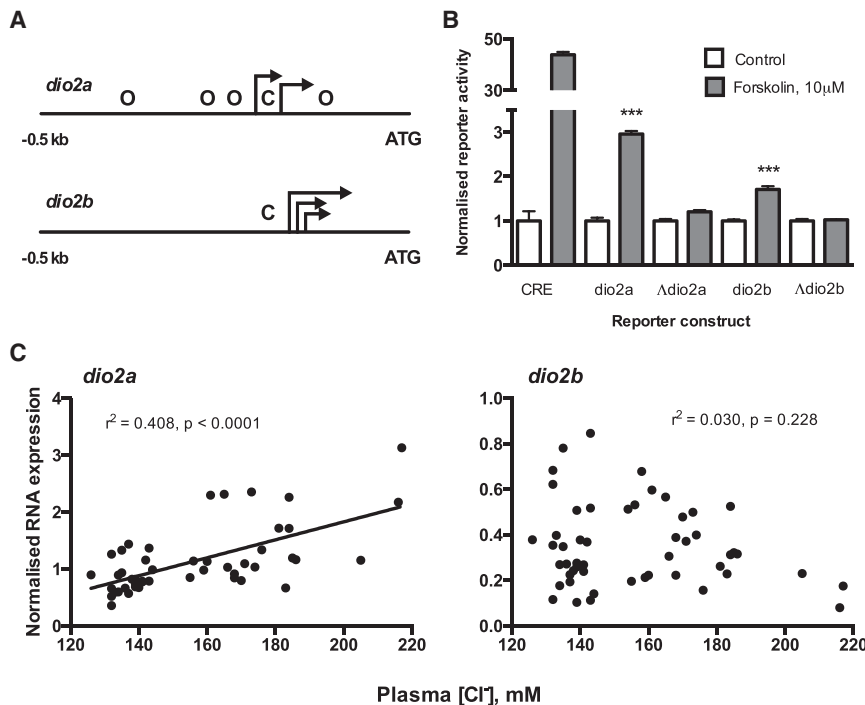 A
dio2a
O O O C O
-0.5 kb ATG
dio2b
C
-0.5 kb ATG
B
Normalised reporter activity
50
30
3
2
1
0
Control
Forskolin, 10µM
***
***
CRE dio2a Λdio2a dio2b Λdio2b
Reporter construct
C
dio2a
Normalised RNA expression
4
3
2
1
0
r² = 0.408, p < 0.0001
120 140 160 180 200 220
dio2b
1.0
0.8
0.6
0.4
0.2
0.0
r² = 0.030, p = 0.228
120 140 160 180 200 220
Plasma [Cl⁻], mM